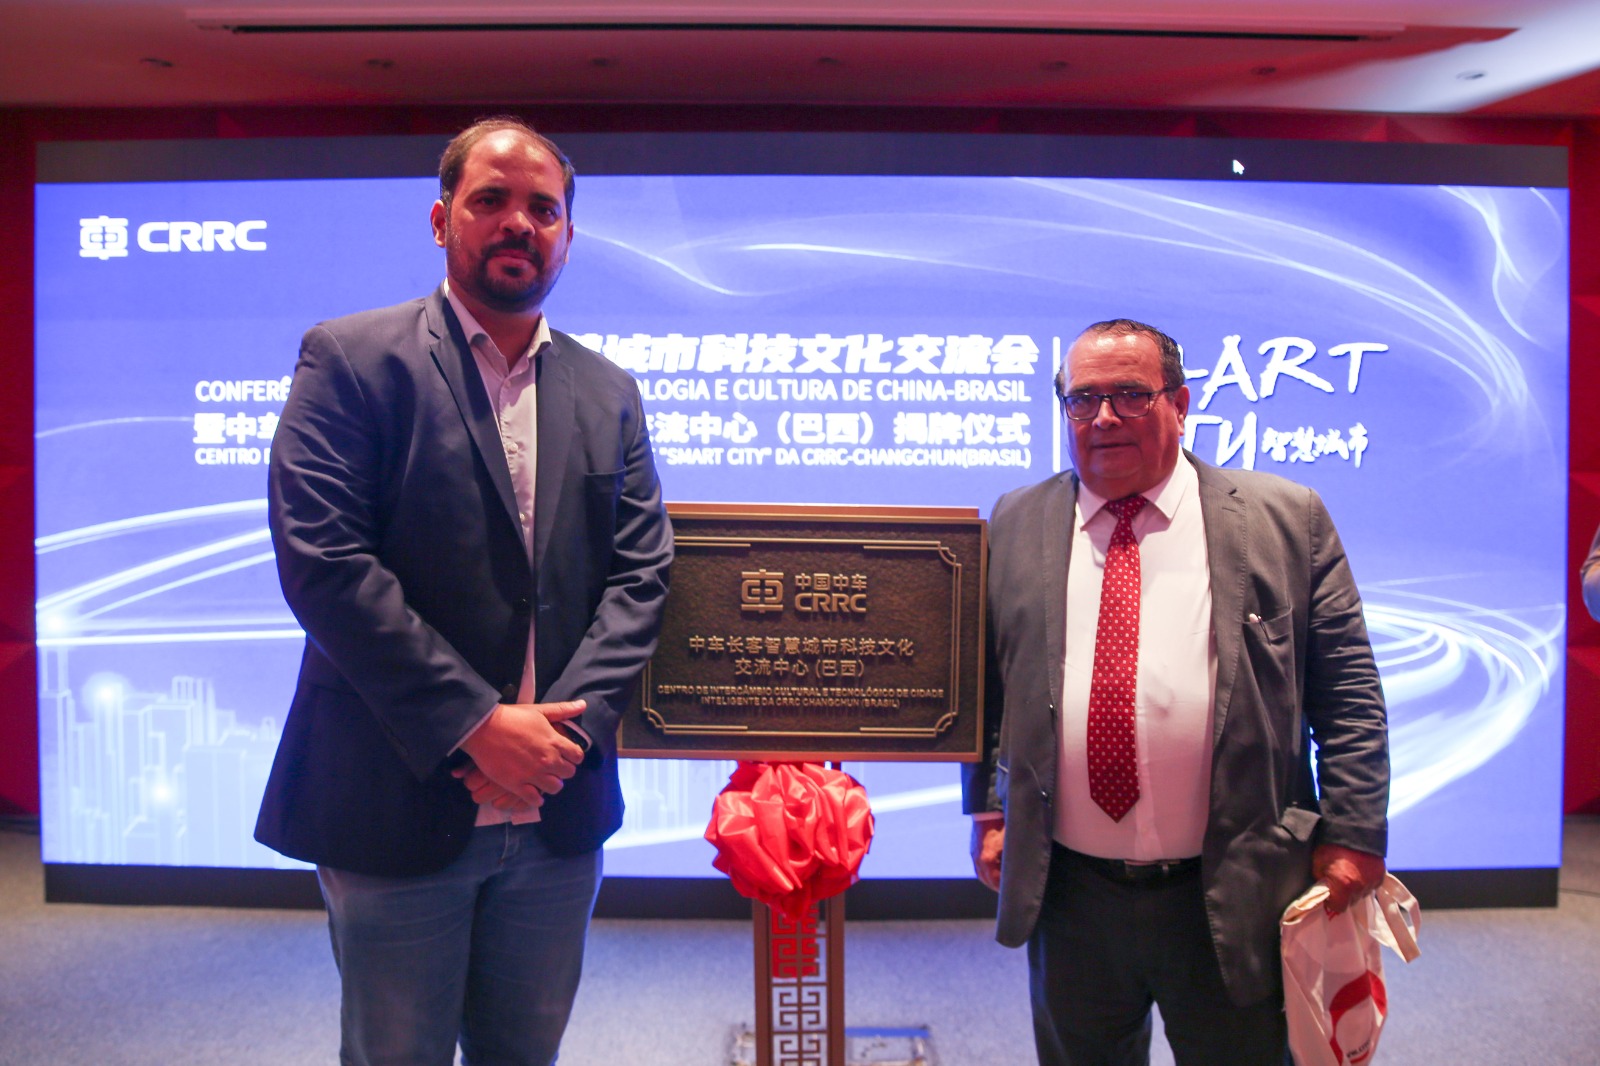 CRRC
城市科技文化交流会
E CULTURA DE CHINA-BRASIL
暨中 流中心（巴西）揭牌仪式
CENTRO "SMART CITY" DA CRRC-CHANGCHUN(BRASIL)
智慧城市
中国中车
CRRC
中车长客智慧城市科技文化
交流中心(巴西)
CENTRO DE INTERCÂMBIO CULTURAL E TECNOLÓGICO DE CIDADE
INTELIGENTE DA CRRC CHANGCHUN (BRASIL)